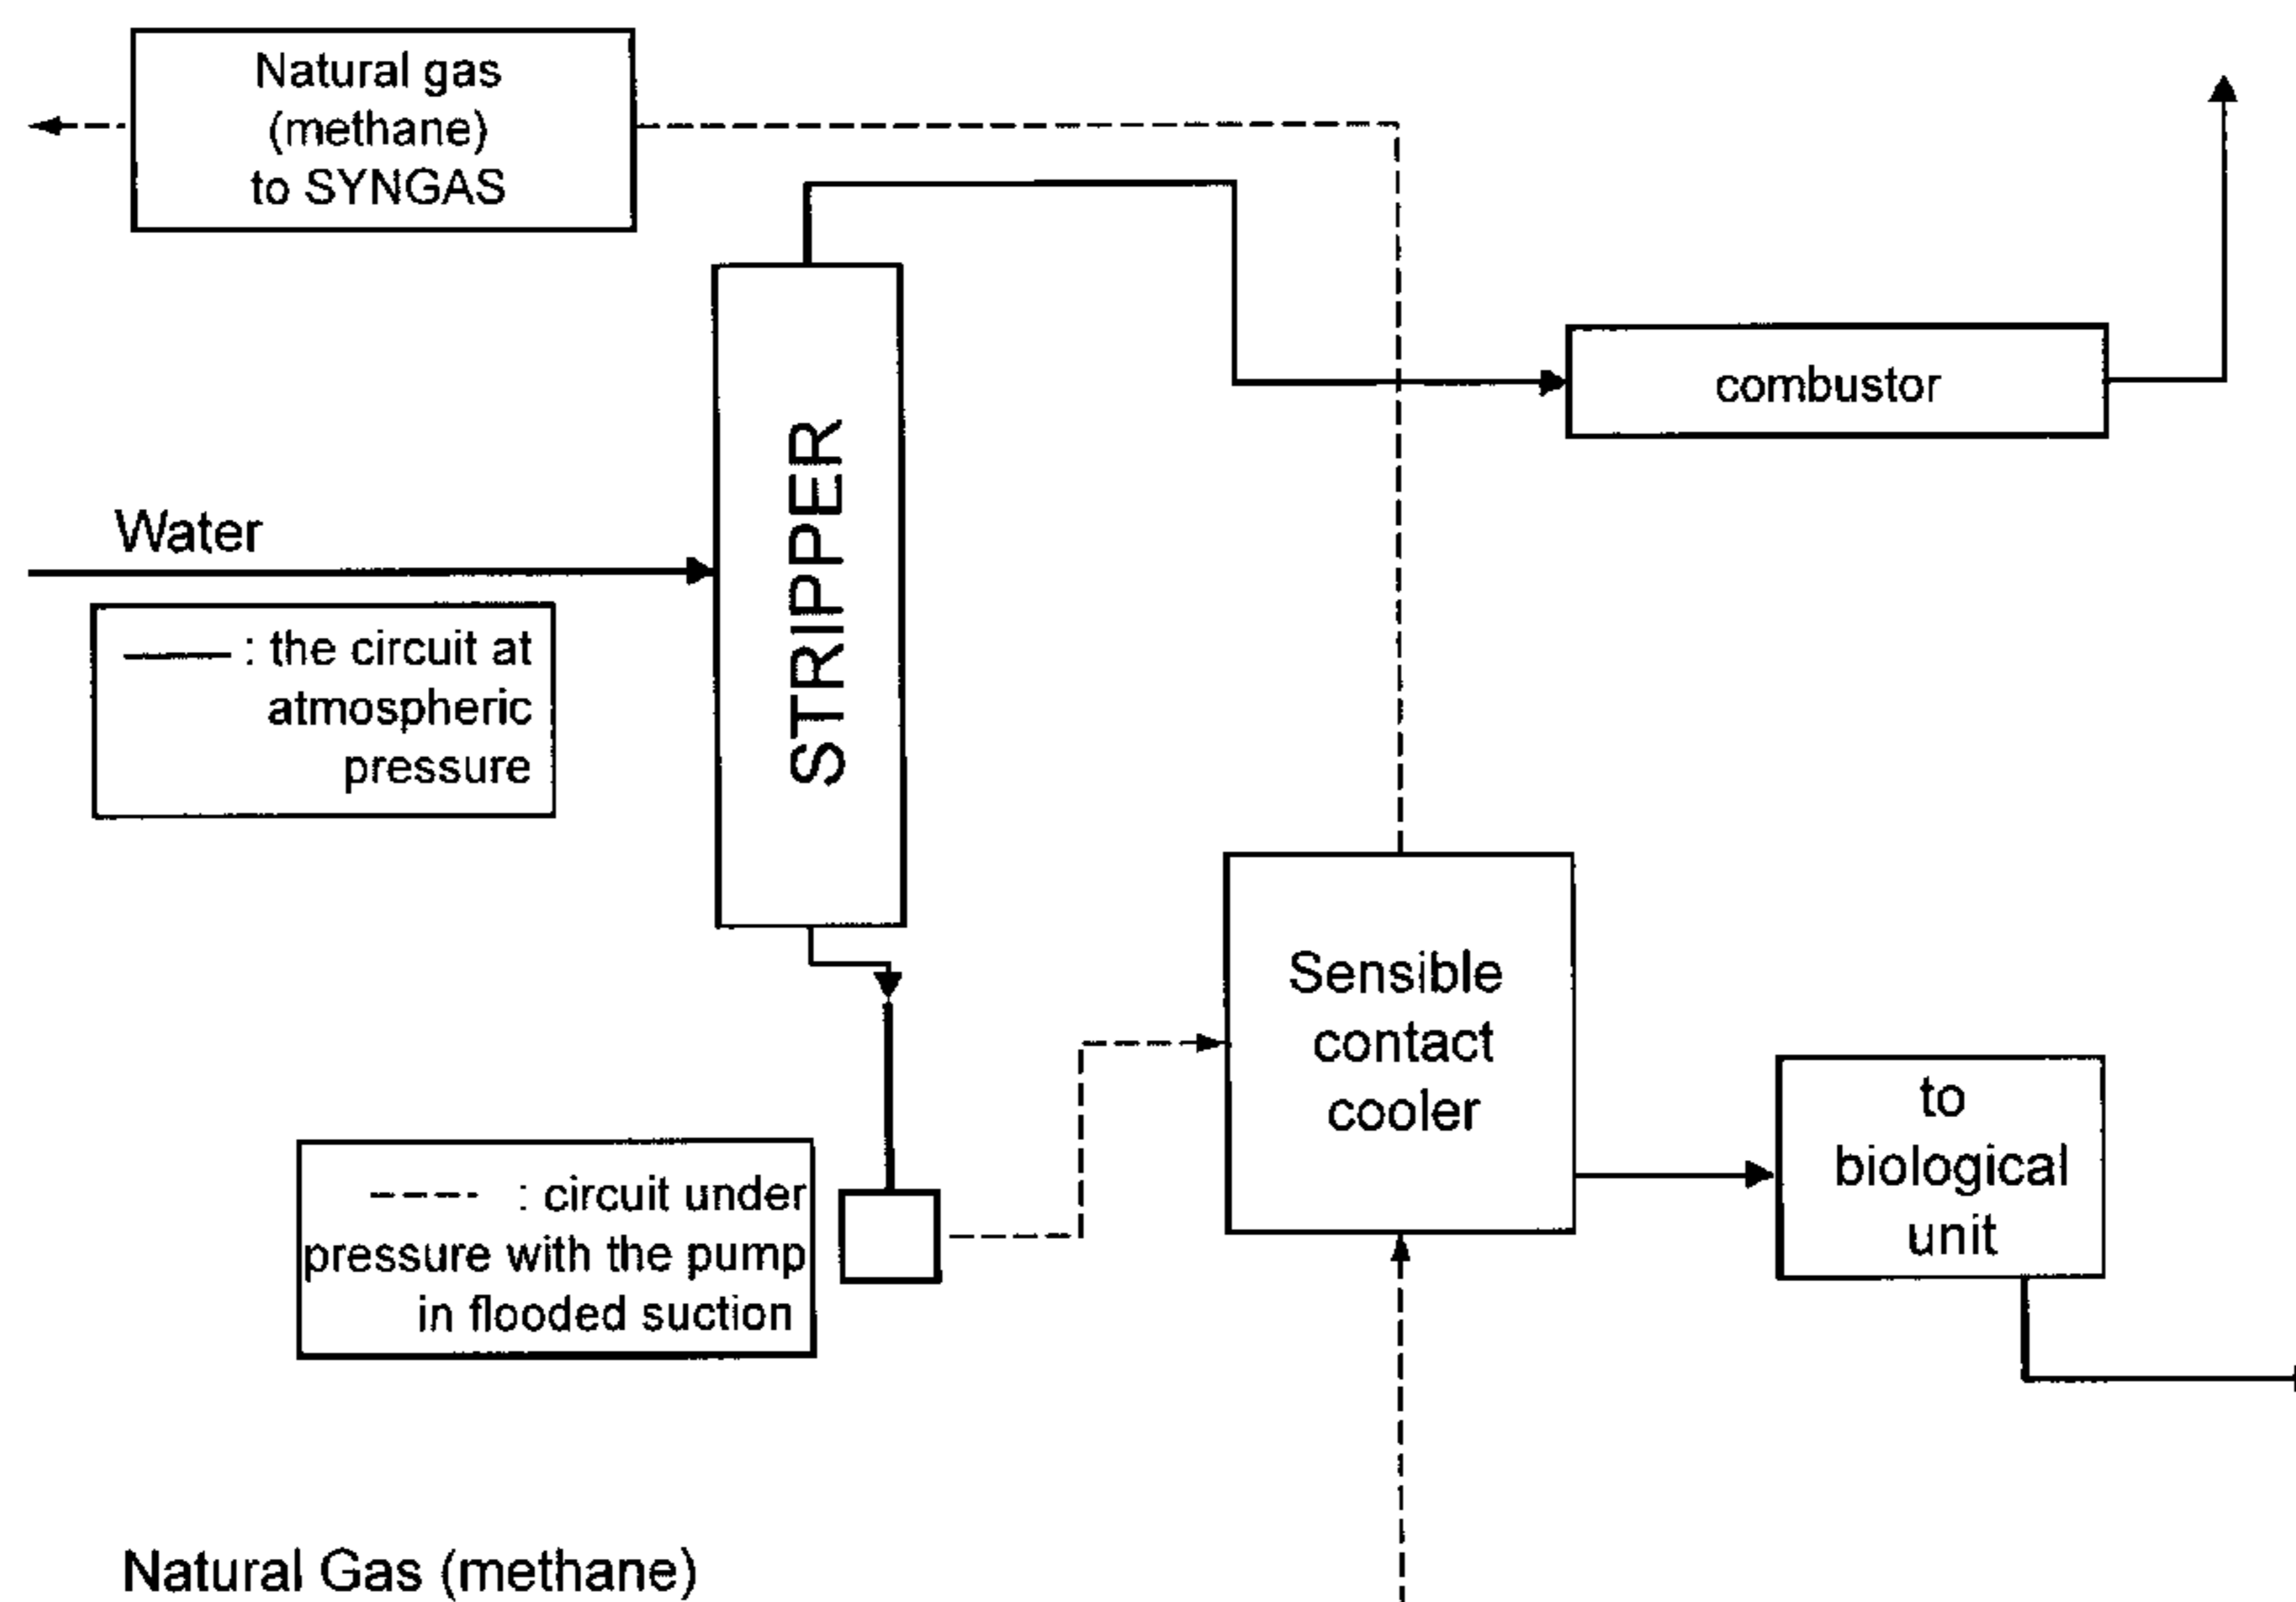 Natural gas
(methane)
to SYNGAS
combustor
Water
STRIPPER
: the circuit at
atmospheric
pressure
Sensible
contact
cooler
to
biological
unit
: circuit under
pressure with the pump
in flooded suction
Natural Gas (methane)